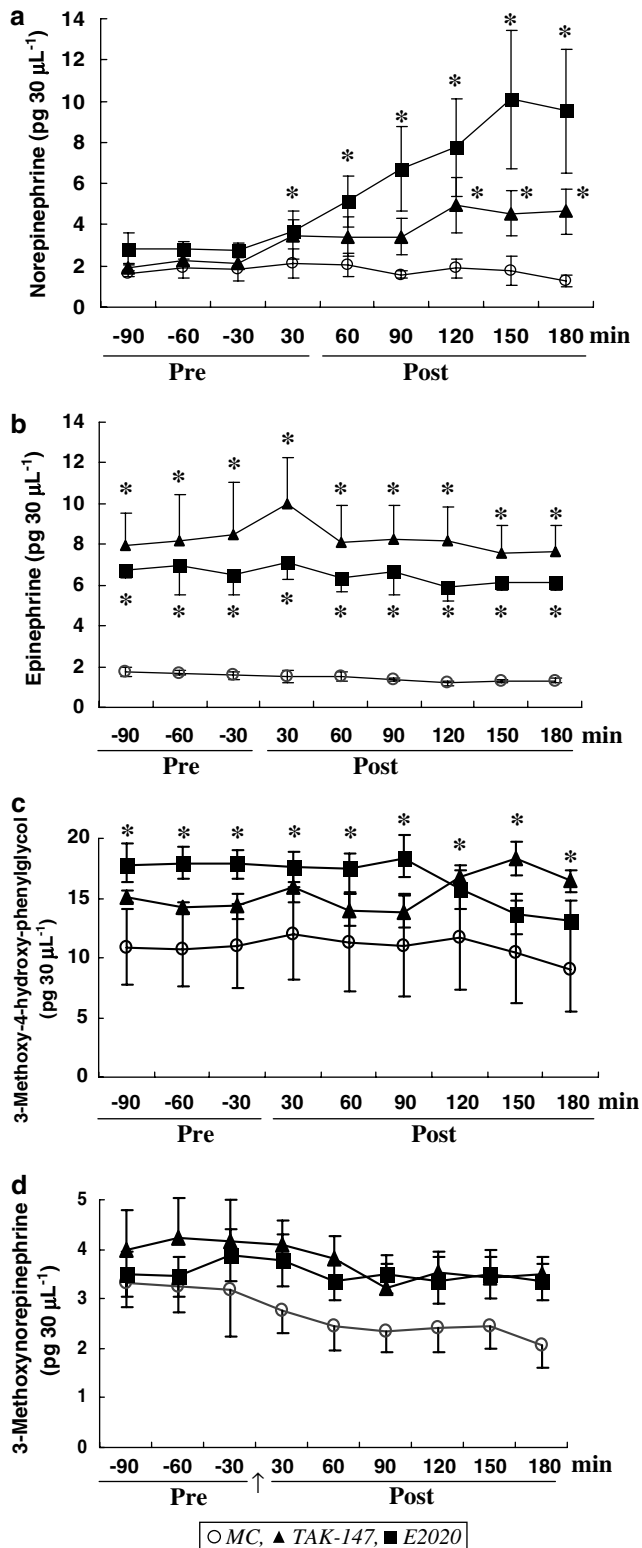 a
Norepinephrine (pg 30 µL⁻¹)
14
12
10
8
6
4
2
0
* * * * * *
* * *
-90 -60 -30 30 60 90 120 150 180 min
Pre Post
b
Epinephrine (pg 30 µL⁻¹)
14
12
10
8
6
4
2
0
* * * * * * * * *
* * * * * * * * *
-90 -60 -30 30 60 90 120 150 180 min
Pre Post
c
3-Methoxy-4-hydroxy-phenylglycol
(pg 30 µL⁻¹)
20
15
10
5
0
* * * * * * * * *
-90 -60 -30 30 60 90 120 150 180 min
Pre Post
d
3-Methoxynorepinephrine
(pg 30 µL⁻¹)
5
4
3
2
1
0
-90 -60 -30 ↑ 30 60 90 120 150 180 min
Pre Post
○ MC, ▲ TAK-147, ■ E2020